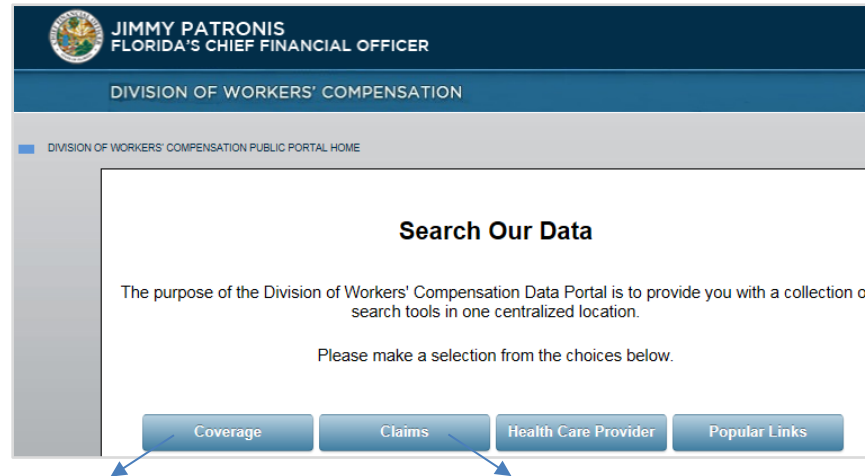 JIMMY PATRONIS
FLORIDA'S CHIEF FINANCIAL OFFICER
DIVISION OF WORKERS' COMPENSATION
DIVISION OF WORKERS' COMPENSATION PUBLIC PORTAL HOME
Search Our Data
The purpose of the Division of Workers' Compensation Data Portal is to provide you with a collection o
search tools in one centralized location.
Please make a selection from the choices below.
Coverage Claims Health Care Provider Popular Links